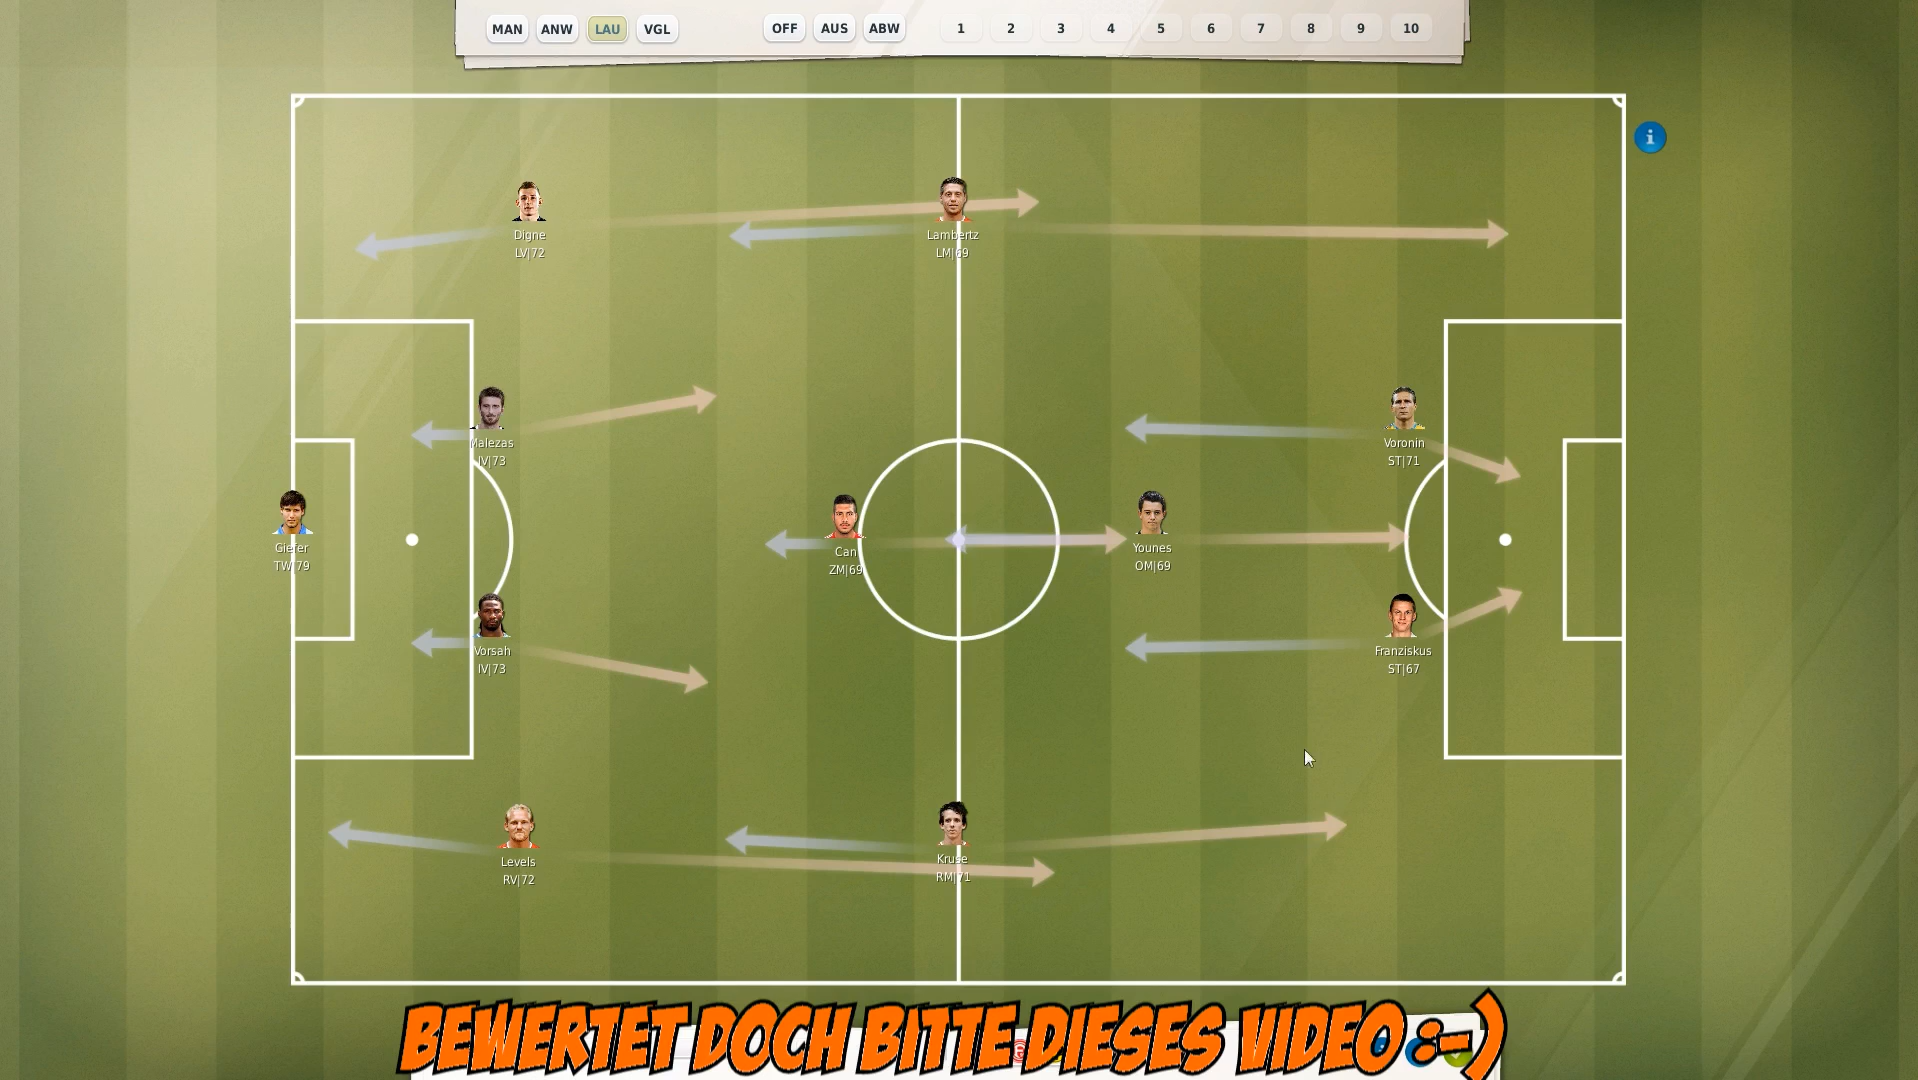 MAN ANW LAU VGL OFF AUS ABW 1 2 3 4 5 6 7 8 9 10
i
Digne
LV|72
Lambertz
LM|69
Malezas
IV|73
Voronin
ST|71
Giefer
TW|79
Can
ZM|69
Younes
OM|69
Vorsah
IV|73
Franziskus
ST|67
Levels
RV|72
Kruse
RM|71
BEWERTET DOCH BITTE DIESES VIDEO :-)